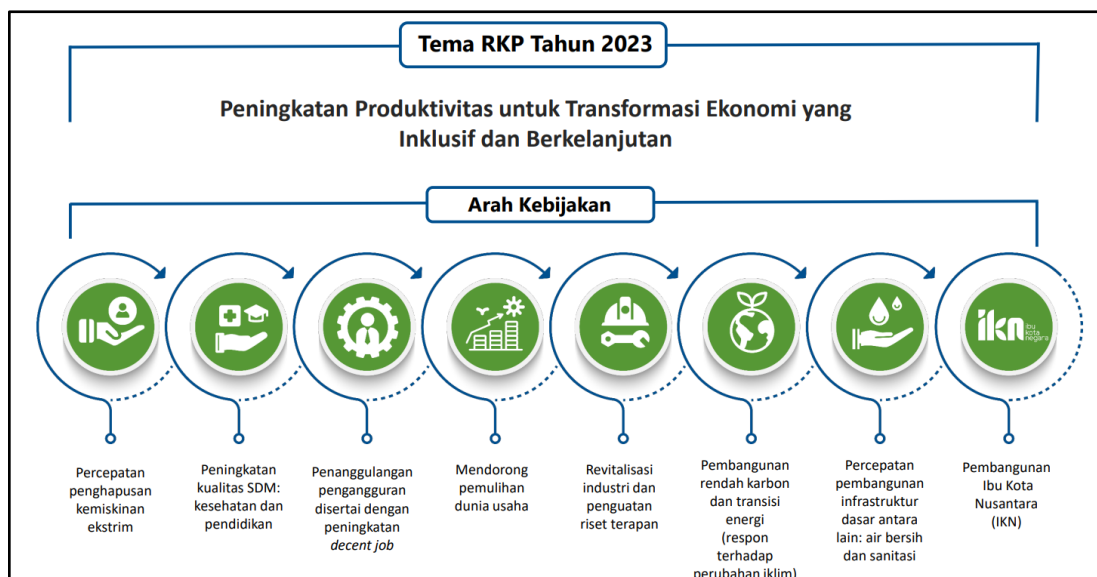 Tema RKP Tahun 2023
Peningkatan Produktivitas untuk Transformasi Ekonomi yang
Inklusif dan Berkelanjutan
Arah Kebijakan
ikn
ibu
kota
negara
Percepatan
penghapusan
kemiskinan
ekstrim
Peningkatan
kualitas SDM:
kesehatan dan
pendidikan
Penanggulangan
pengangguran
disertai dengan
peningkatan
decent job
Mendorong
pemulihan
dunia usaha
Revitalisasi
industri dan
penguatan
riset terapan
Pembangunan
rendah karbon
dan transisi
energi
(respon
terhadap
perubahan iklim)
Percepatan
pembangunan
infrastruktur
dasar antara
lain: air bersih
dan sanitasi
Pembangunan
Ibu Kota
Nusantara
(IKN)